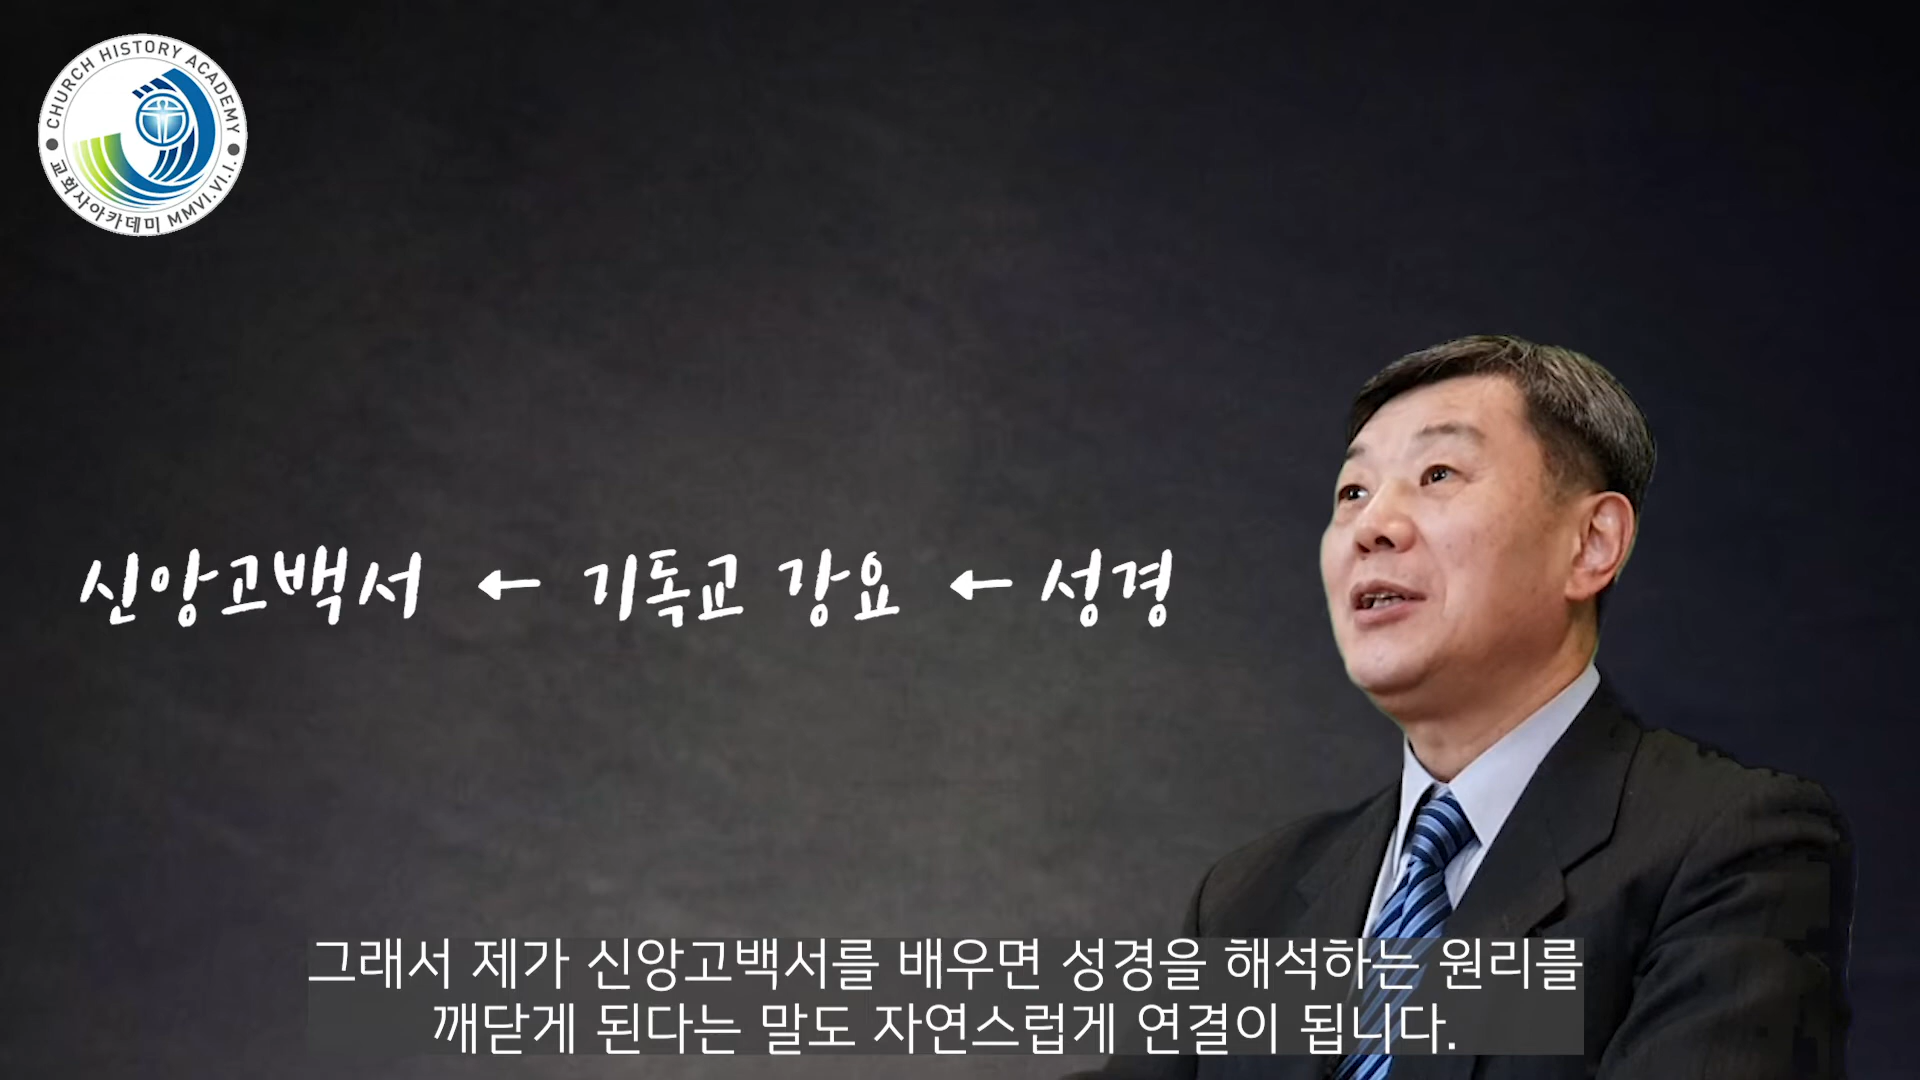 CHURCH HISTORY ACADEMY
교회사아카데미 MMVI.VI.I.
신앙고백서 ← 기독교 강요 ← 성경
그래서 제가 신앙고백서를 배우면 성경을 해석하는 원리를
깨닫게 된다는 말도 자연스럽게 연결이 됩니다.